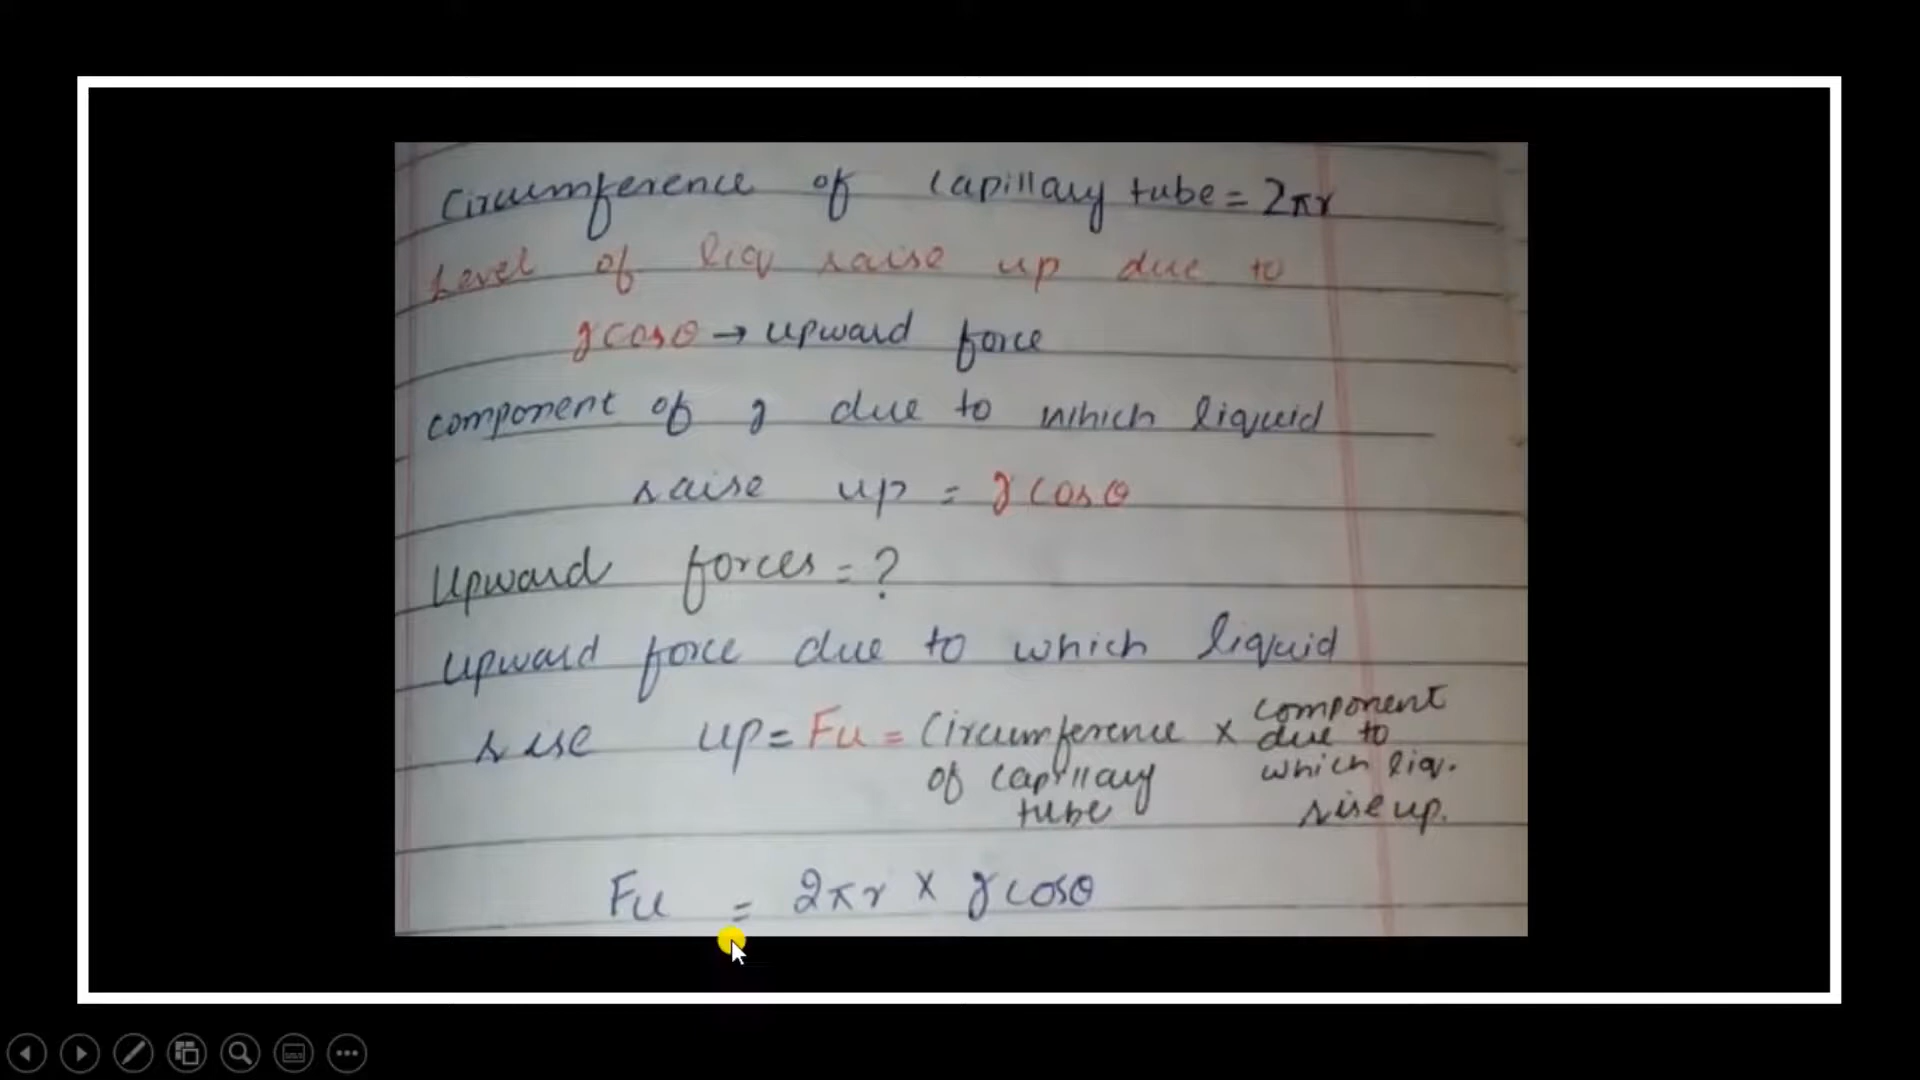 Circumference of capillary tube = 2πr
Level of liq raise up due to
γcosθ → upward force
component of γ due to which liquid
raise up = γcosθ
Upward forces = ?
upward force due to which liquid
rise up = Fu = Circumference of capillary tube × component due to which liq. rise up.
Fu = 2πr × γcosθ